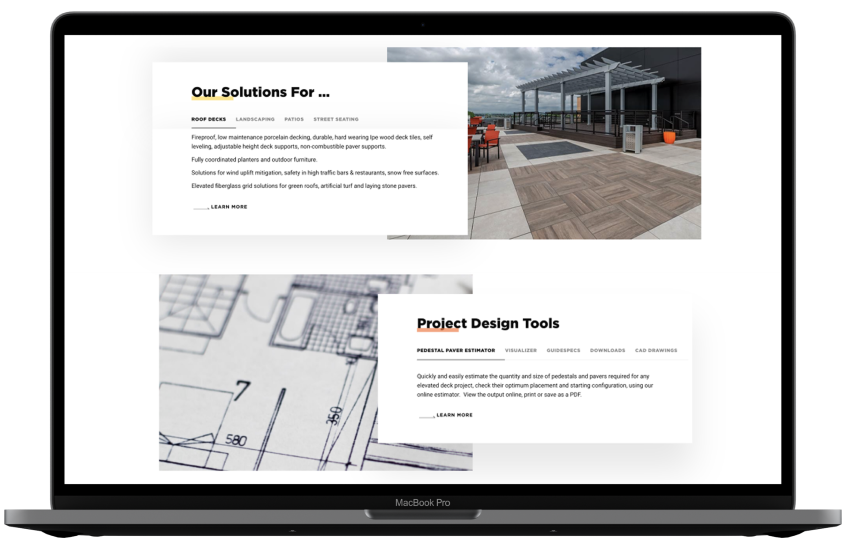 Our Solutions For ...
ROOF DECKS LANDSCAPING PATIOS STREET SEATING
Fireproof, low maintenance porcelain decking, durable, hard wearing Ipe wood deck tiles, self
leveling, adjustable height deck supports, non-combustible paver supports.
Fully coordinated planters and outdoor furniture.
Solutions for wind uplift mitigation, safety in high traffic bars & restaurants, snow free surfaces.
Elevated fiberglass grid solutions for green roofs, artificial turf and laying stone pavers.
LEARN MORE
Project Design Tools
PEDESTAL PAVER ESTIMATOR VISUALIZER GUIDESPECS DOWNLOADS CAD DRAWINGS
Quickly and easily estimate the quantity and size of pedestals and pavers required for any
elevated deck project, check their optimum placement and starting configuration, using our
online estimator. View the output online, print or save as a PDF.
LEARN MORE
7
580
350
MacBook Pro